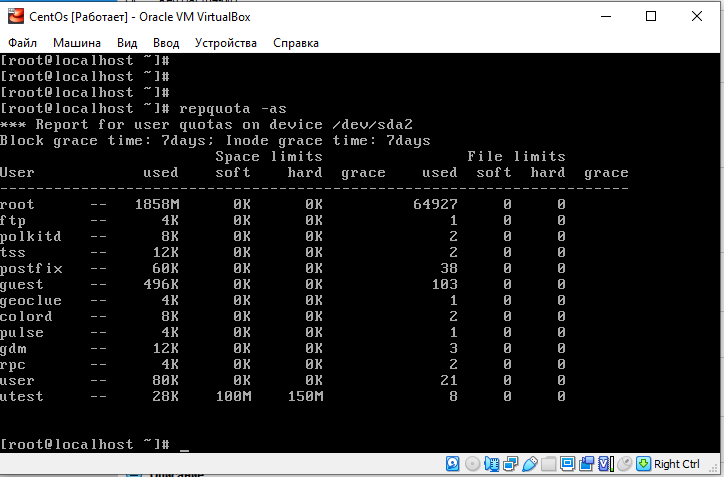 CentOs [Работает] - Oracle VM VirtualBox
Файл Машина Вид Ввод Устройства Справка
[root@localhost ~]#
[root@localhost ~]#
[root@localhost ~]#
[root@localhost ~]# repquota -as
*** Report for user quotas on device /dev/sda2
Block grace time: 7days; Inode grace time: 7days
Space limits File limits
User used soft hard grace used soft hard grace
----------------------------------------------------------------------
root -- 1858M 0K 0K 64927 0 0
ftp -- 4K 0K 0K 1 0 0
polkitd -- 8K 0K 0K 2 0 0
tss -- 12K 0K 0K 2 0 0
postfix -- 60K 0K 0K 38 0 0
guest -- 496K 0K 0K 103 0 0
geoclue -- 4K 0K 0K 1 0 0
colord -- 8K 0K 0K 2 0 0
pulse -- 4K 0K 0K 1 0 0
gdm -- 12K 0K 0K 3 0 0
rpc -- 4K 0K 0K 2 0 0
user -- 80K 0K 0K 21 0 0
utest -- 28K 100M 150M 8 0 0
[root@localhost ~]# _
Right Ctrl